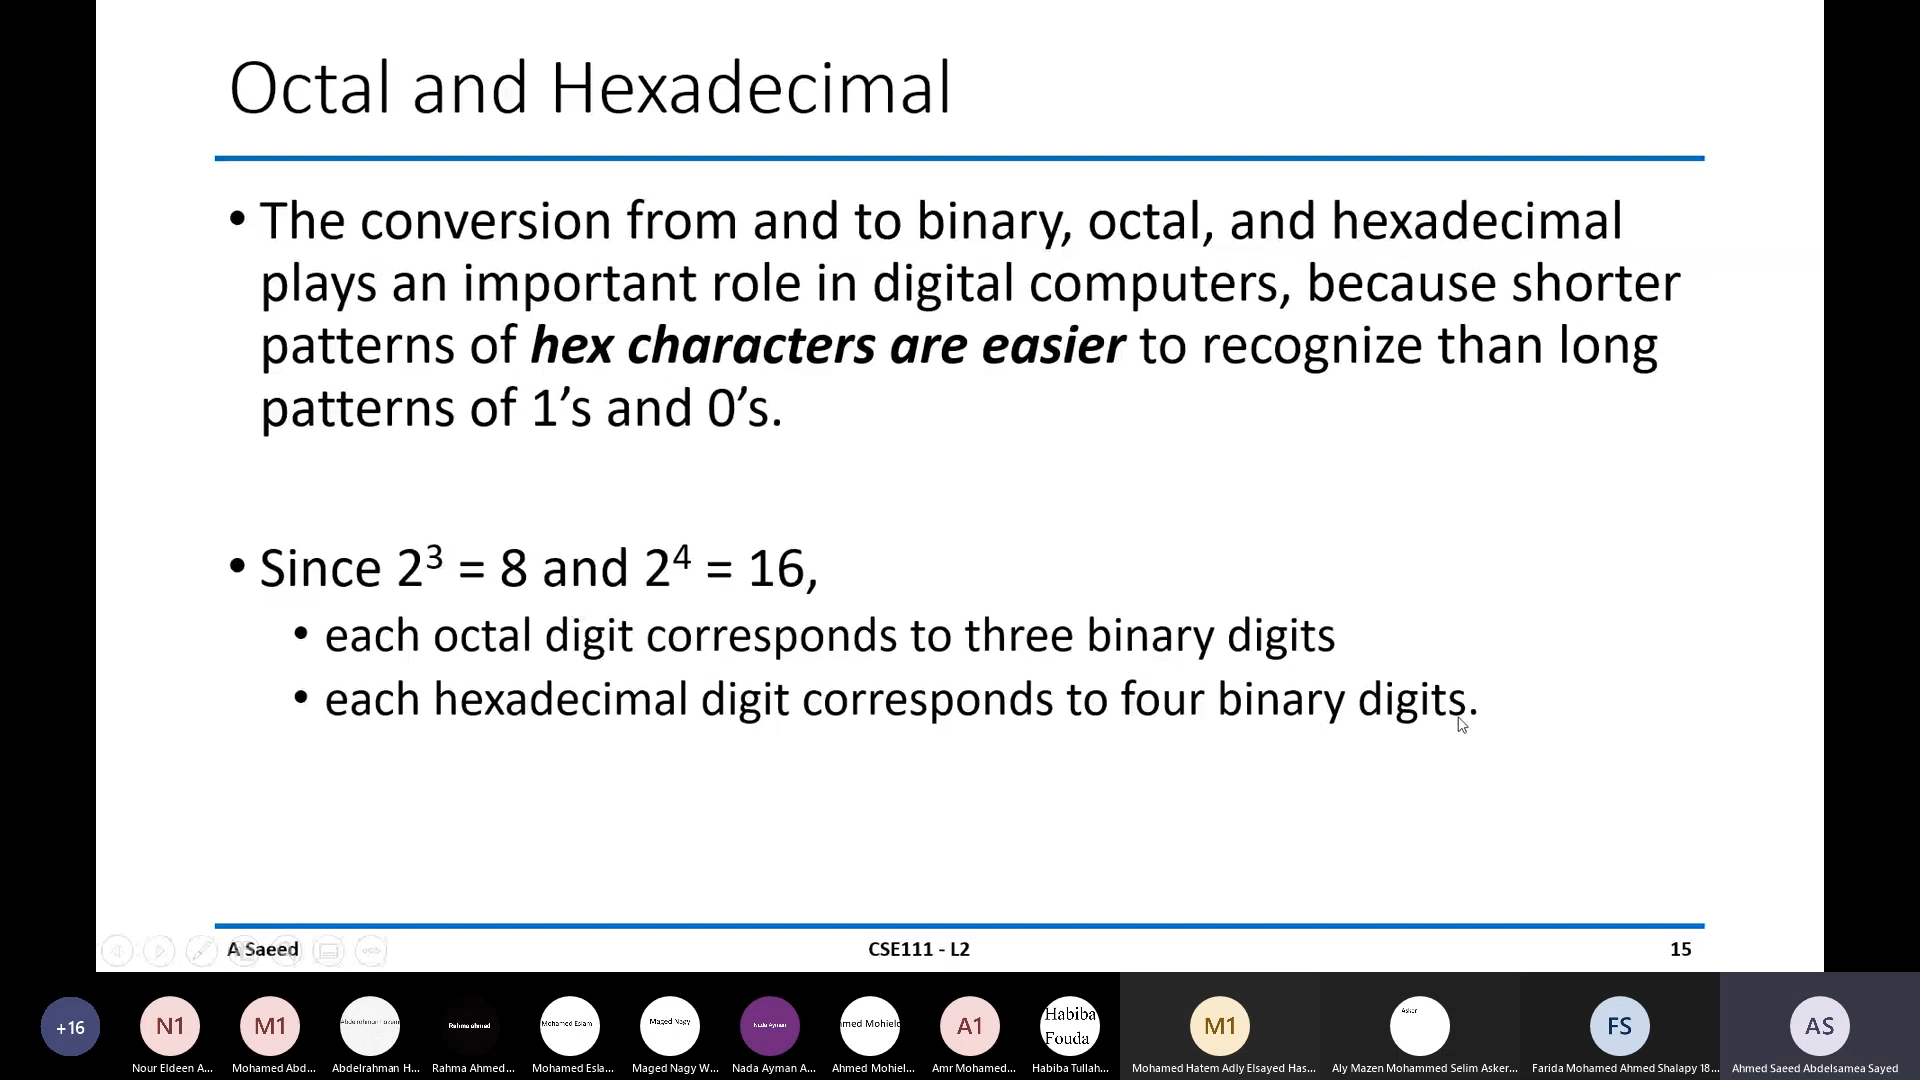 Octal and Hexadecimal
• The conversion from and to binary, octal, and hexadecimal
plays an important role in digital computers, because shorter
patterns of hex characters are easier to recognize than long
patterns of 1’s and 0’s.
• Since 2³ = 8 and 2⁴ = 16,
• each octal digit corresponds to three binary digits
• each hexadecimal digit corresponds to four binary digits.
A Saeed CSE111 - L2 15
+16 N1 M1 Rahma ahmed Mohamed Eslam Maged Nagy Nada Ayman A1 Habiba M1 Asker FS AS
Fouda
Nour Eldeen A... Mohamed Abd... Abdelrahman H... Rahma Ahmed... Mohamed Esla... Maged Nagy W... Nada Ayman A... Ahmed Mohiel... Amr Mohamed... Habiba Tullah... Mohamed Hatem Adly Elsayed Has... Aly Mazen Mohammed Selim Asker... Farida Mohamed Ahmed Shalapy 18... Ahmed Saeed Abdelsamea Sayed